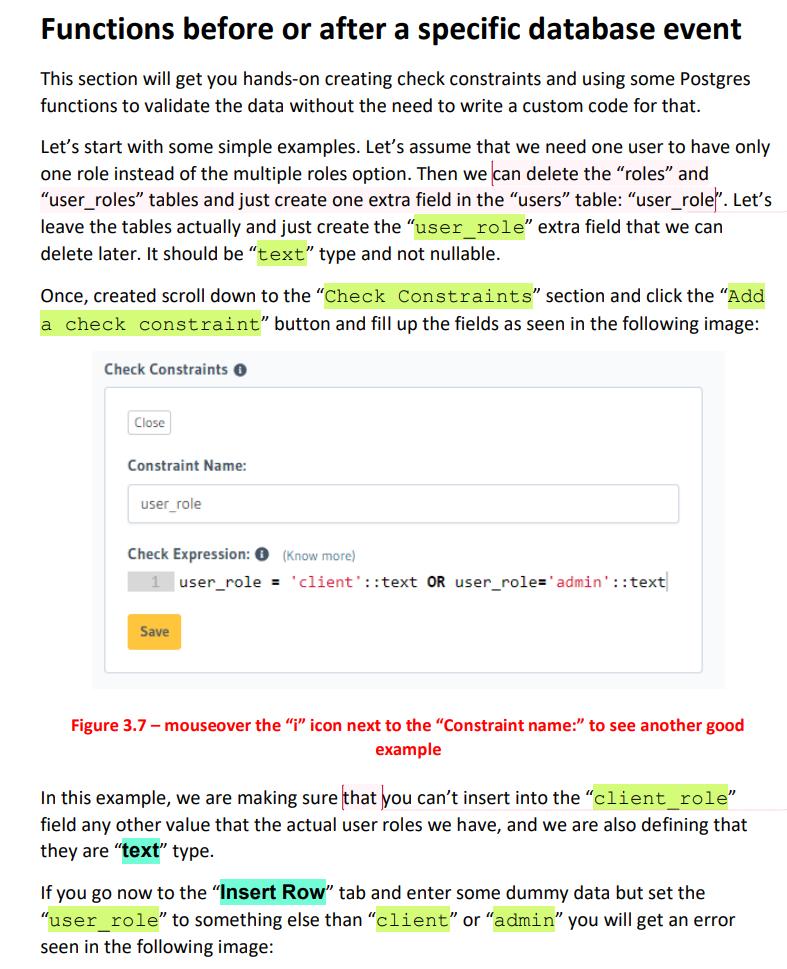 Functions before or after a specific database event
This section will get you hands-on creating check constraints and using some Postgres
functions to validate the data without the need to write a custom code for that.
Let’s start with some simple examples. Let’s assume that we need one user to have only
one role instead of the multiple roles option. Then we can delete the “roles” and
“user_roles” tables and just create one extra field in the “users” table: “user_role”. Let’s
leave the tables actually and just create the “user_role” extra field that we can
delete later. It should be “text” type and not nullable.
Once, created scroll down to the “Check Constraints” section and click the “Add
a check constraint” button and fill up the fields as seen in the following image:
Check Constraints i
Close
Constraint Name:
user_role
Check Expression: i (Know more)
1 user_role = 'client'::text OR user_role='admin'::text
Save
Figure 3.7 – mouseover the “i” icon next to the “Constraint name:” to see another good
example
In this example, we are making sure that you can’t insert into the “client_role”
field any other value that the actual user roles we have, and we are also defining that
they are “text” type.
If you go now to the “Insert Row” tab and enter some dummy data but set the
“user_role” to something else than “client” or “admin” you will get an error
seen in the following image: